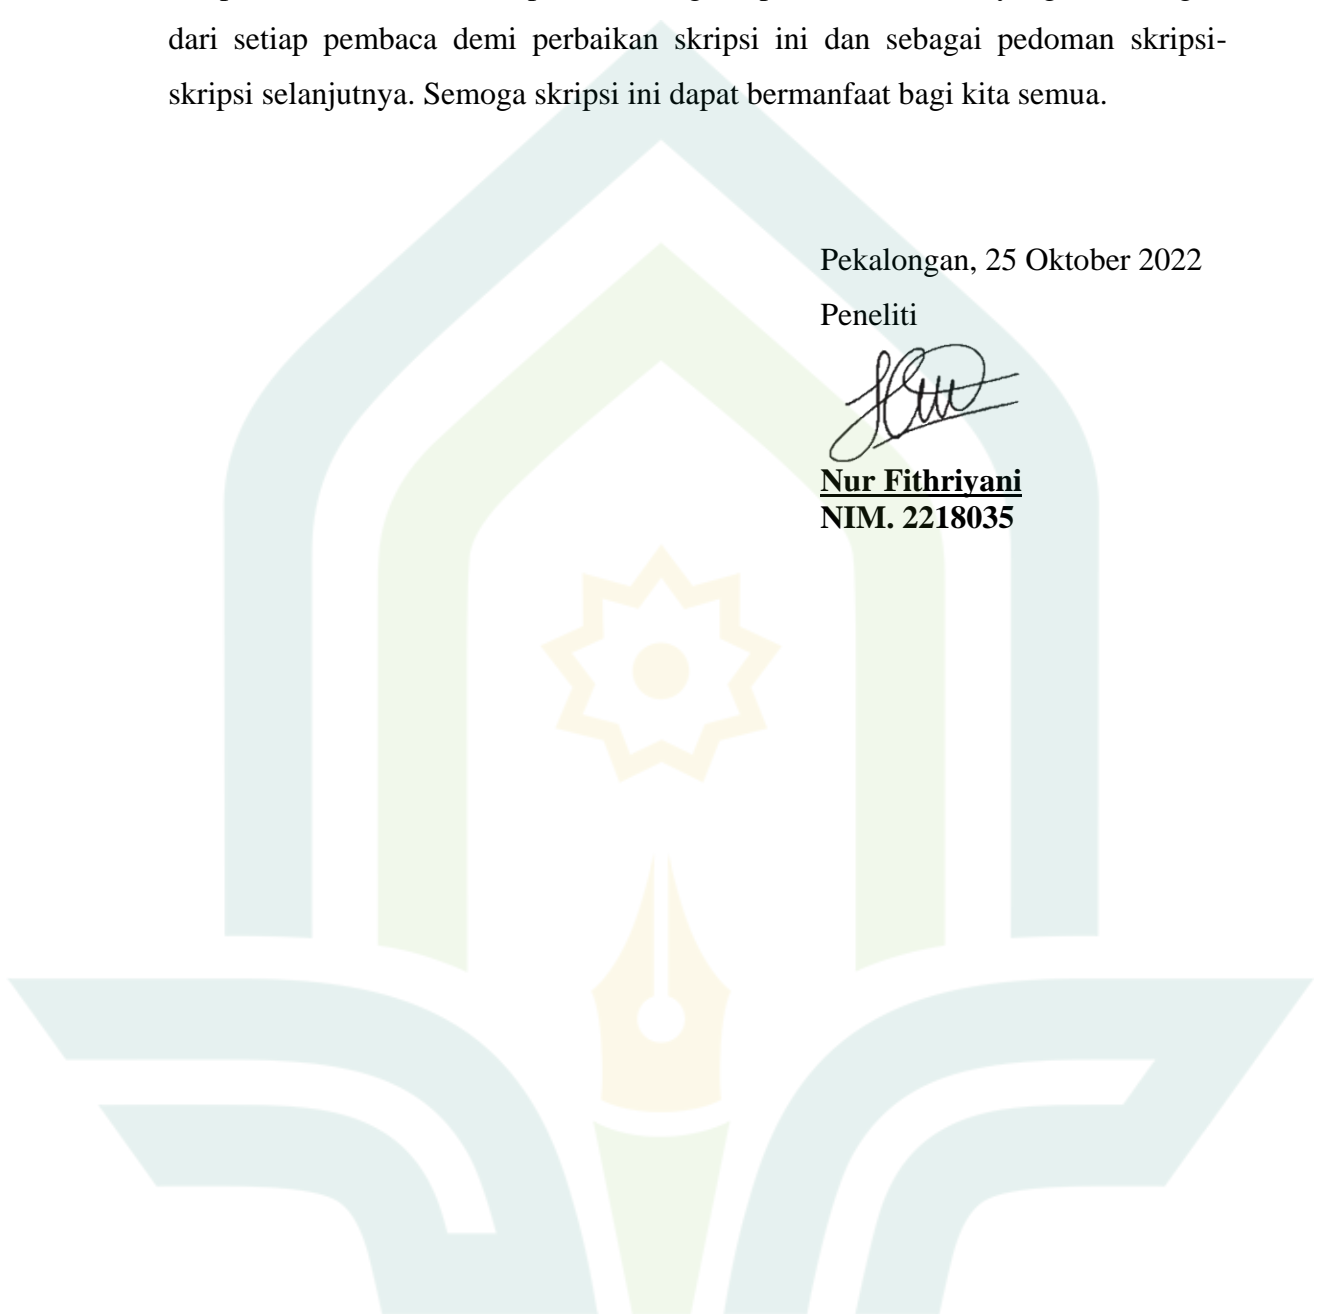 dari setiap pembaca demi perbaikan skripsi ini dan sebagai pedoman skripsi-
skripsi selanjutnya. Semoga skripsi ini dapat bermanfaat bagi kita semua.
Pekalongan, 25 Oktober 2022
Peneliti
Nur Fithriyani
NIM. 2218035